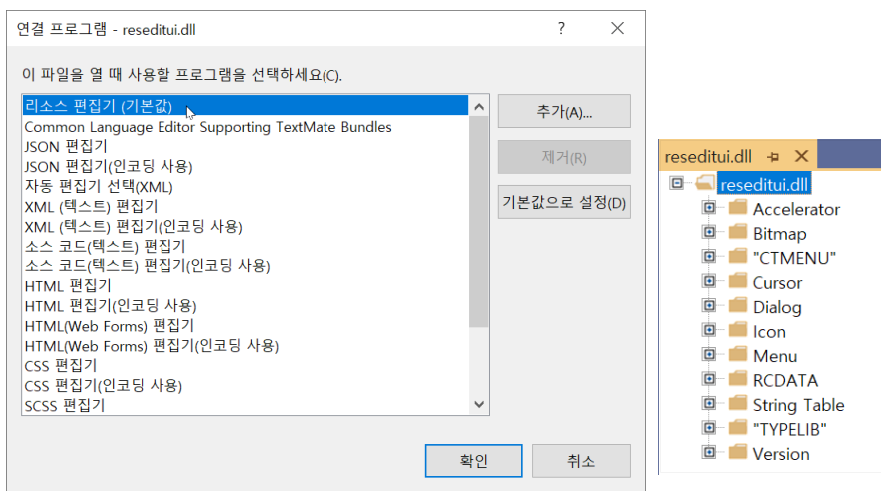 연결 프로그램 - reseditui.dll
이 파일을 열 때 사용할 프로그램을 선택하세요(C).
리소스 편집기 (기본값)
Common Language Editor Supporting TextMate Bundles
JSON 편집기
JSON 편집기(인코딩 사용)
자동 편집기 선택(XML)
XML (텍스트) 편집기
XML (텍스트) 편집기(인코딩 사용)
소스 코드(텍스트) 편집기
소스 코드(텍스트) 편집기(인코딩 사용)
HTML 편집기
HTML 편집기(인코딩 사용)
HTML(Web Forms) 편집기
HTML(Web Forms) 편집기(인코딩 사용)
CSS 편집기
CSS 편집기(인코딩 사용)
SCSS 편집기
추가(A)...
제거(R)
기본값으로 설정(D)
확인
취소
reseditui.dll
reseditui.dll
Accelerator
Bitmap
"CTMENU"
Cursor
Dialog
Icon
Menu
RCDATA
String Table
"TYPELIB"
Version